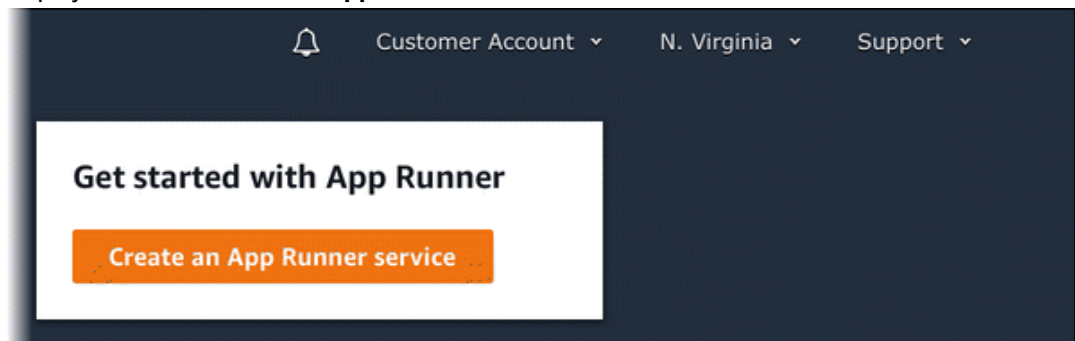 Customer Account N. Virginia Support
Get started with App Runner
Create an App Runner service